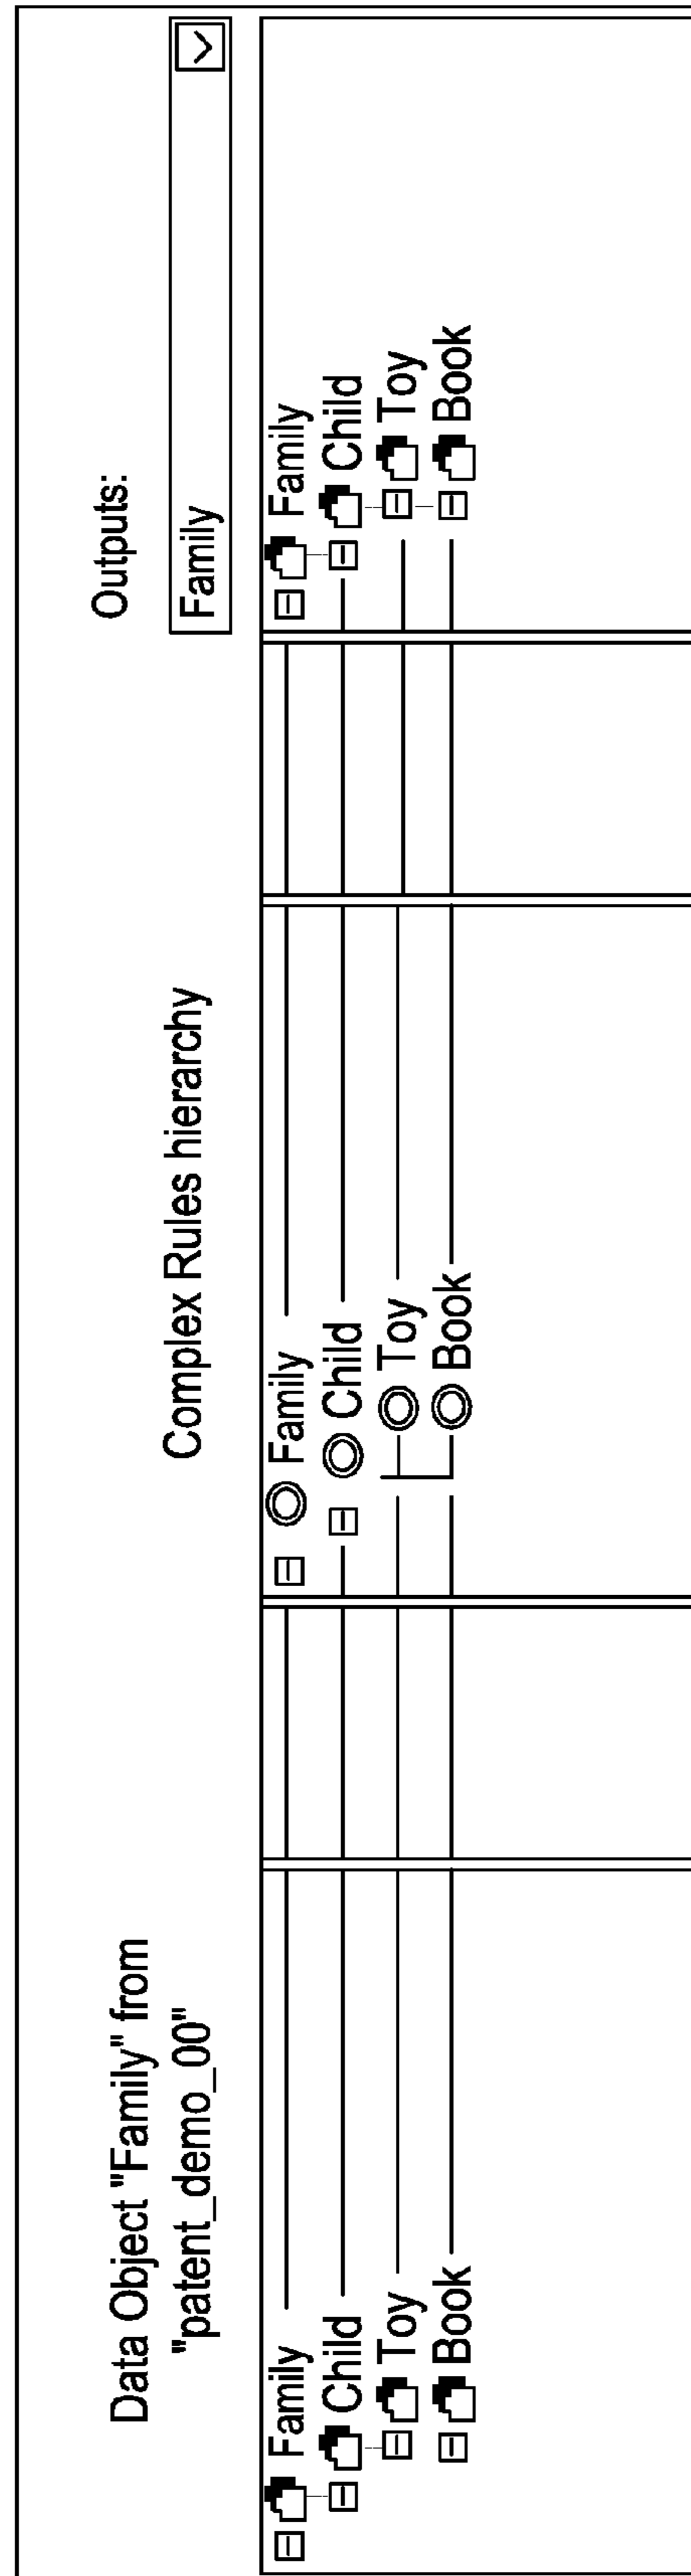 Data Object "Family" from
"patent_demo_00"
Family
Child
Toy
Book
Complex Rules hierarchy
Family
Child
Toy
Book
Outputs:
Family
Family
Child
Toy
Book